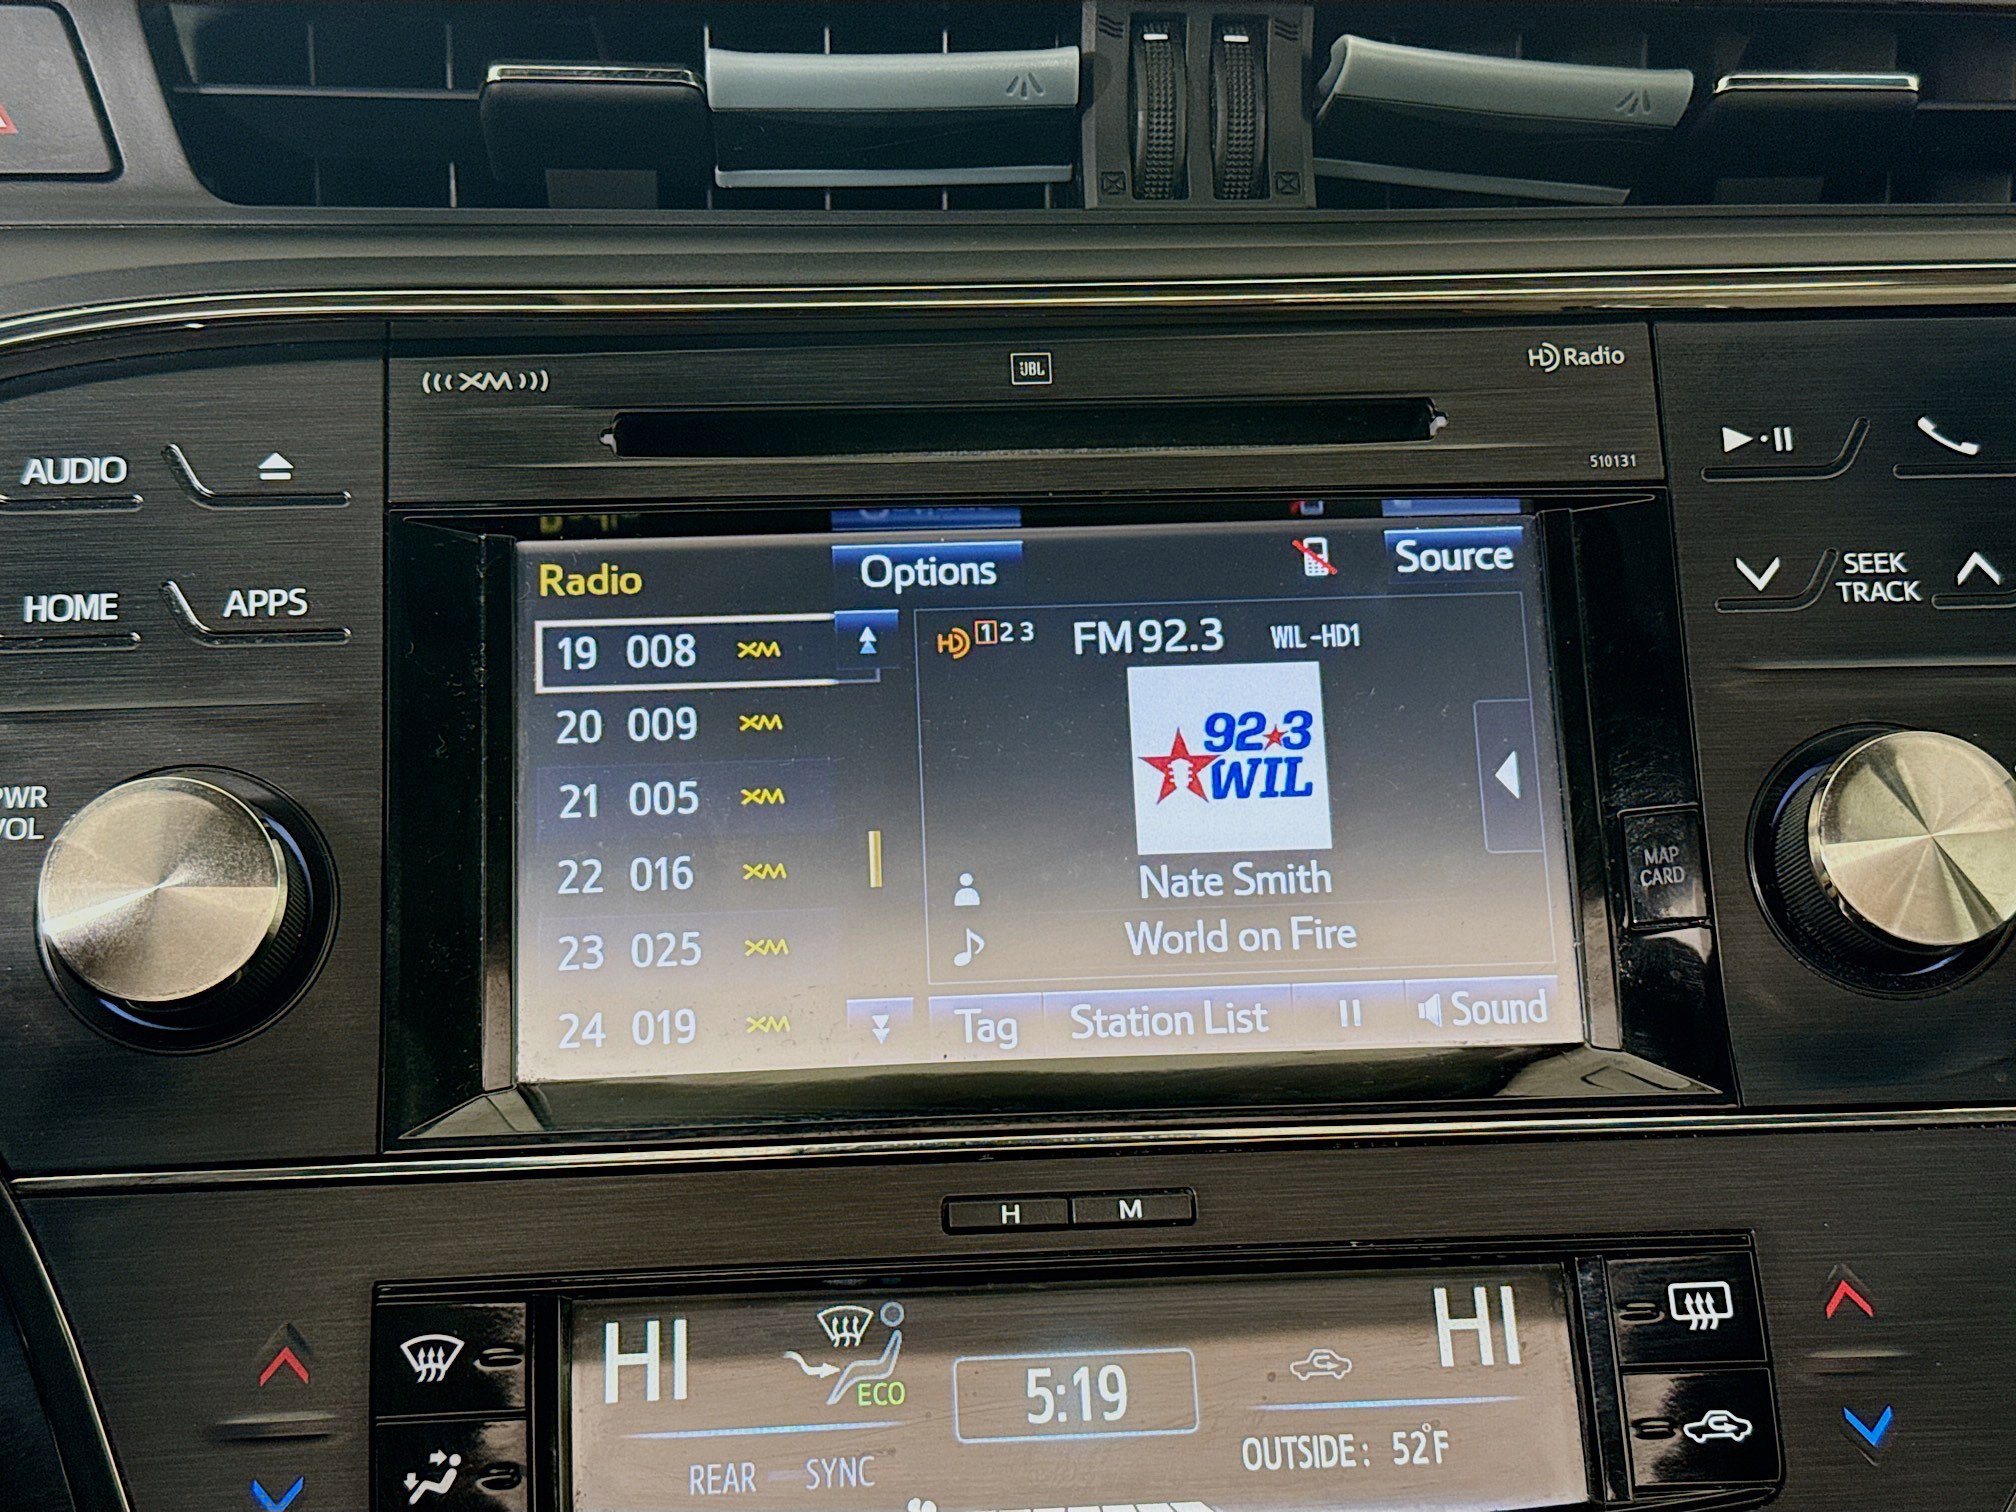 XM
JBL
HD Radio
510131
AUDIO
HOME
APPS
SEEK
TRACK
Radio
Options
Source
19 008 XM
20 009 XM
21 005 XM
22 016 XM
23 025 XM
24 019 XM
HD 1 2 3 FM 92.3 WIL-HD1
92.3
WIL
Nate Smith
World on Fire
Tag
Station List
Sound
PWR
VOL
MAP
CARD
H M
HI
ECO
5:19
HI
REAR SYNC
OUTSIDE: 52°F